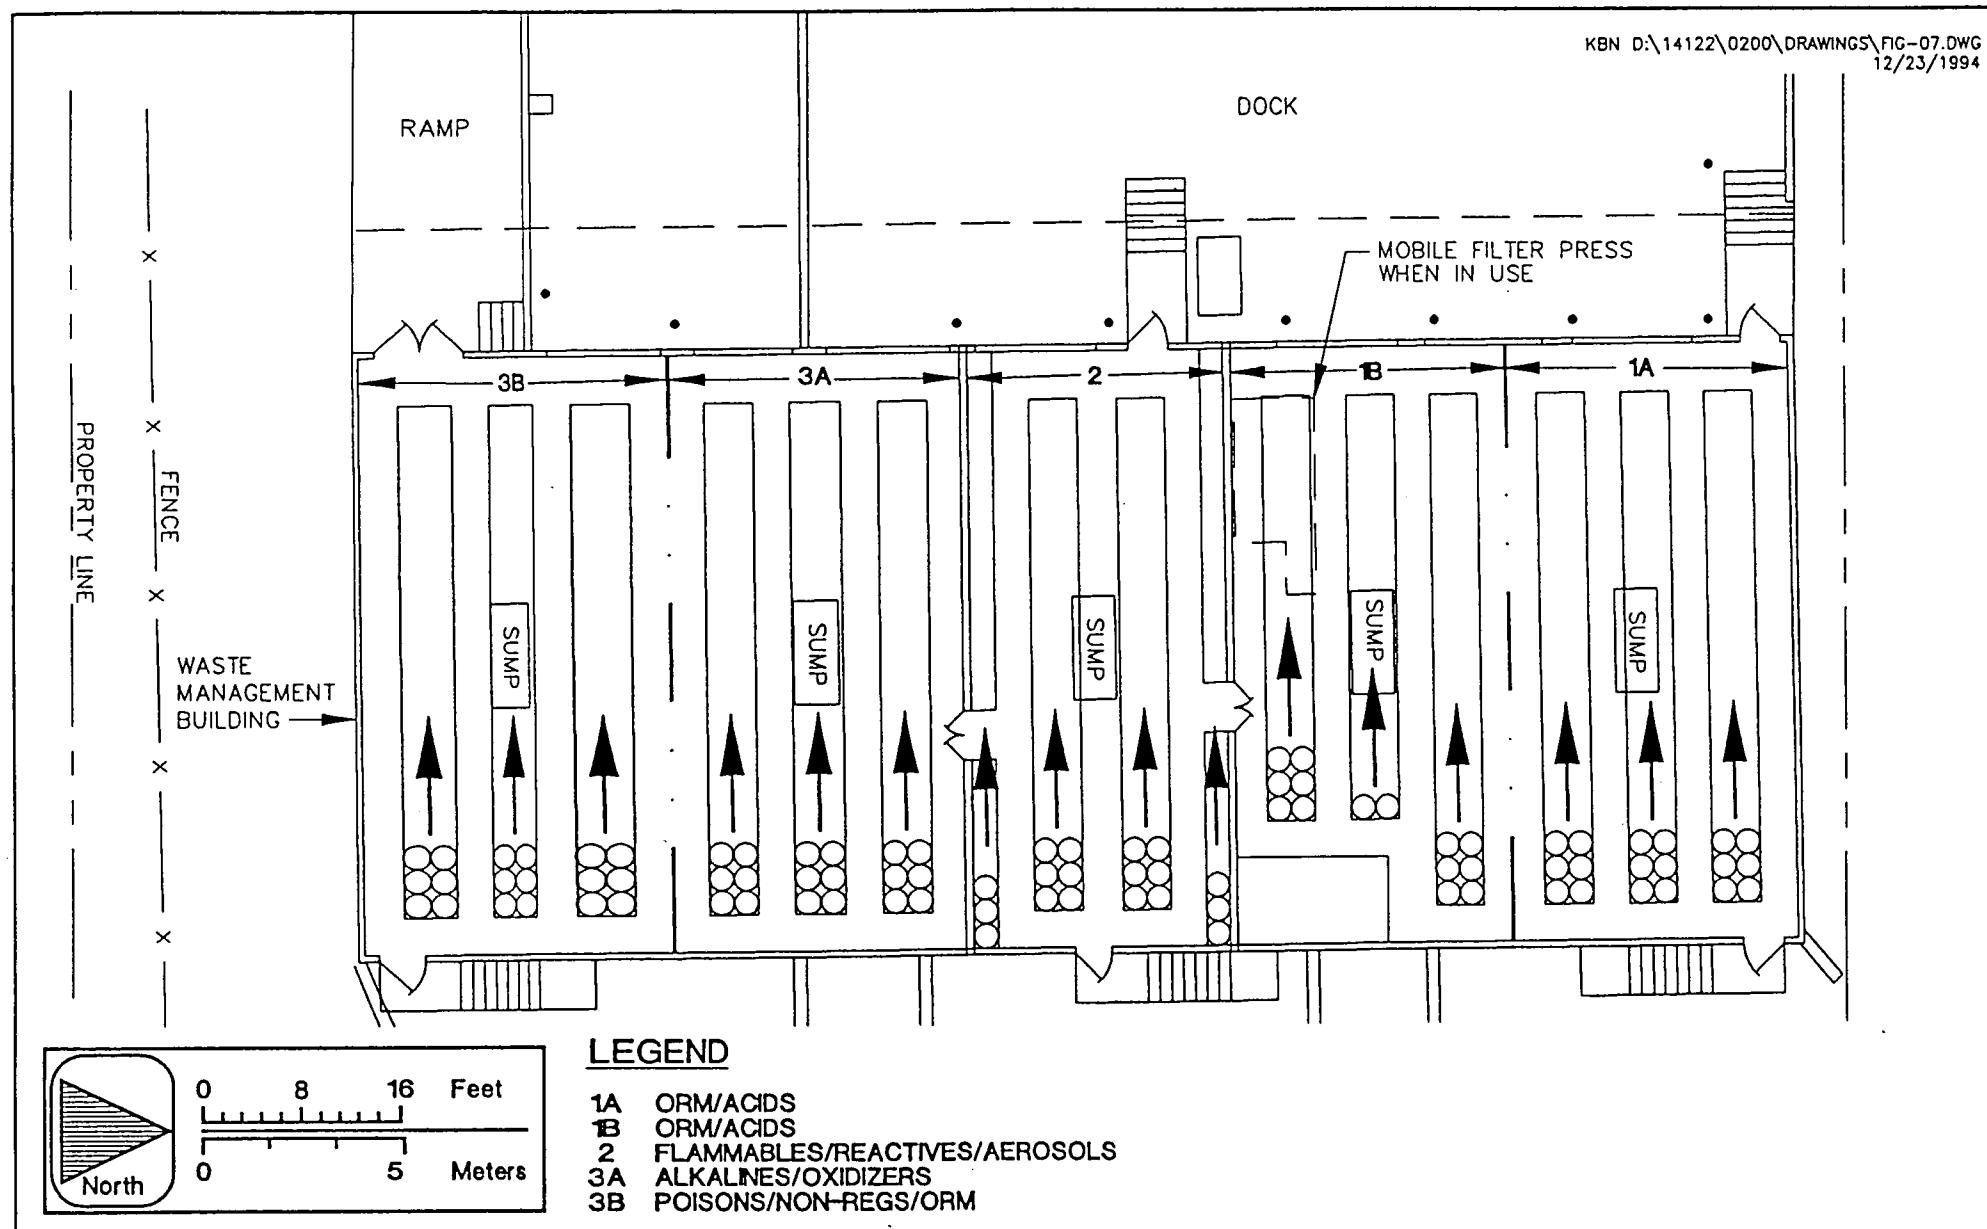 KBN D:\14122\0200\DRAWINGS\FIG-07.DWG
12/23/1994
RAMP
DOCK
MOBILE FILTER PRESS
WHEN IN USE
3B
3A
2
1B
1A
PROPERTY LINE
FENCE
SUMP
SUMP
SUMP
SUMP
SUMP
WASTE
MANAGEMENT
BUILDING
North
0 8 16 Feet
0 5 Meters
LEGEND
1A ORM/ACIDS
1B ORM/ACIDS
2 FLAMMABLES/REACTIVES/AEROSOLS
3A ALKALINES/OXIDIZERS
3B POISONS/NON-REGS/ORM